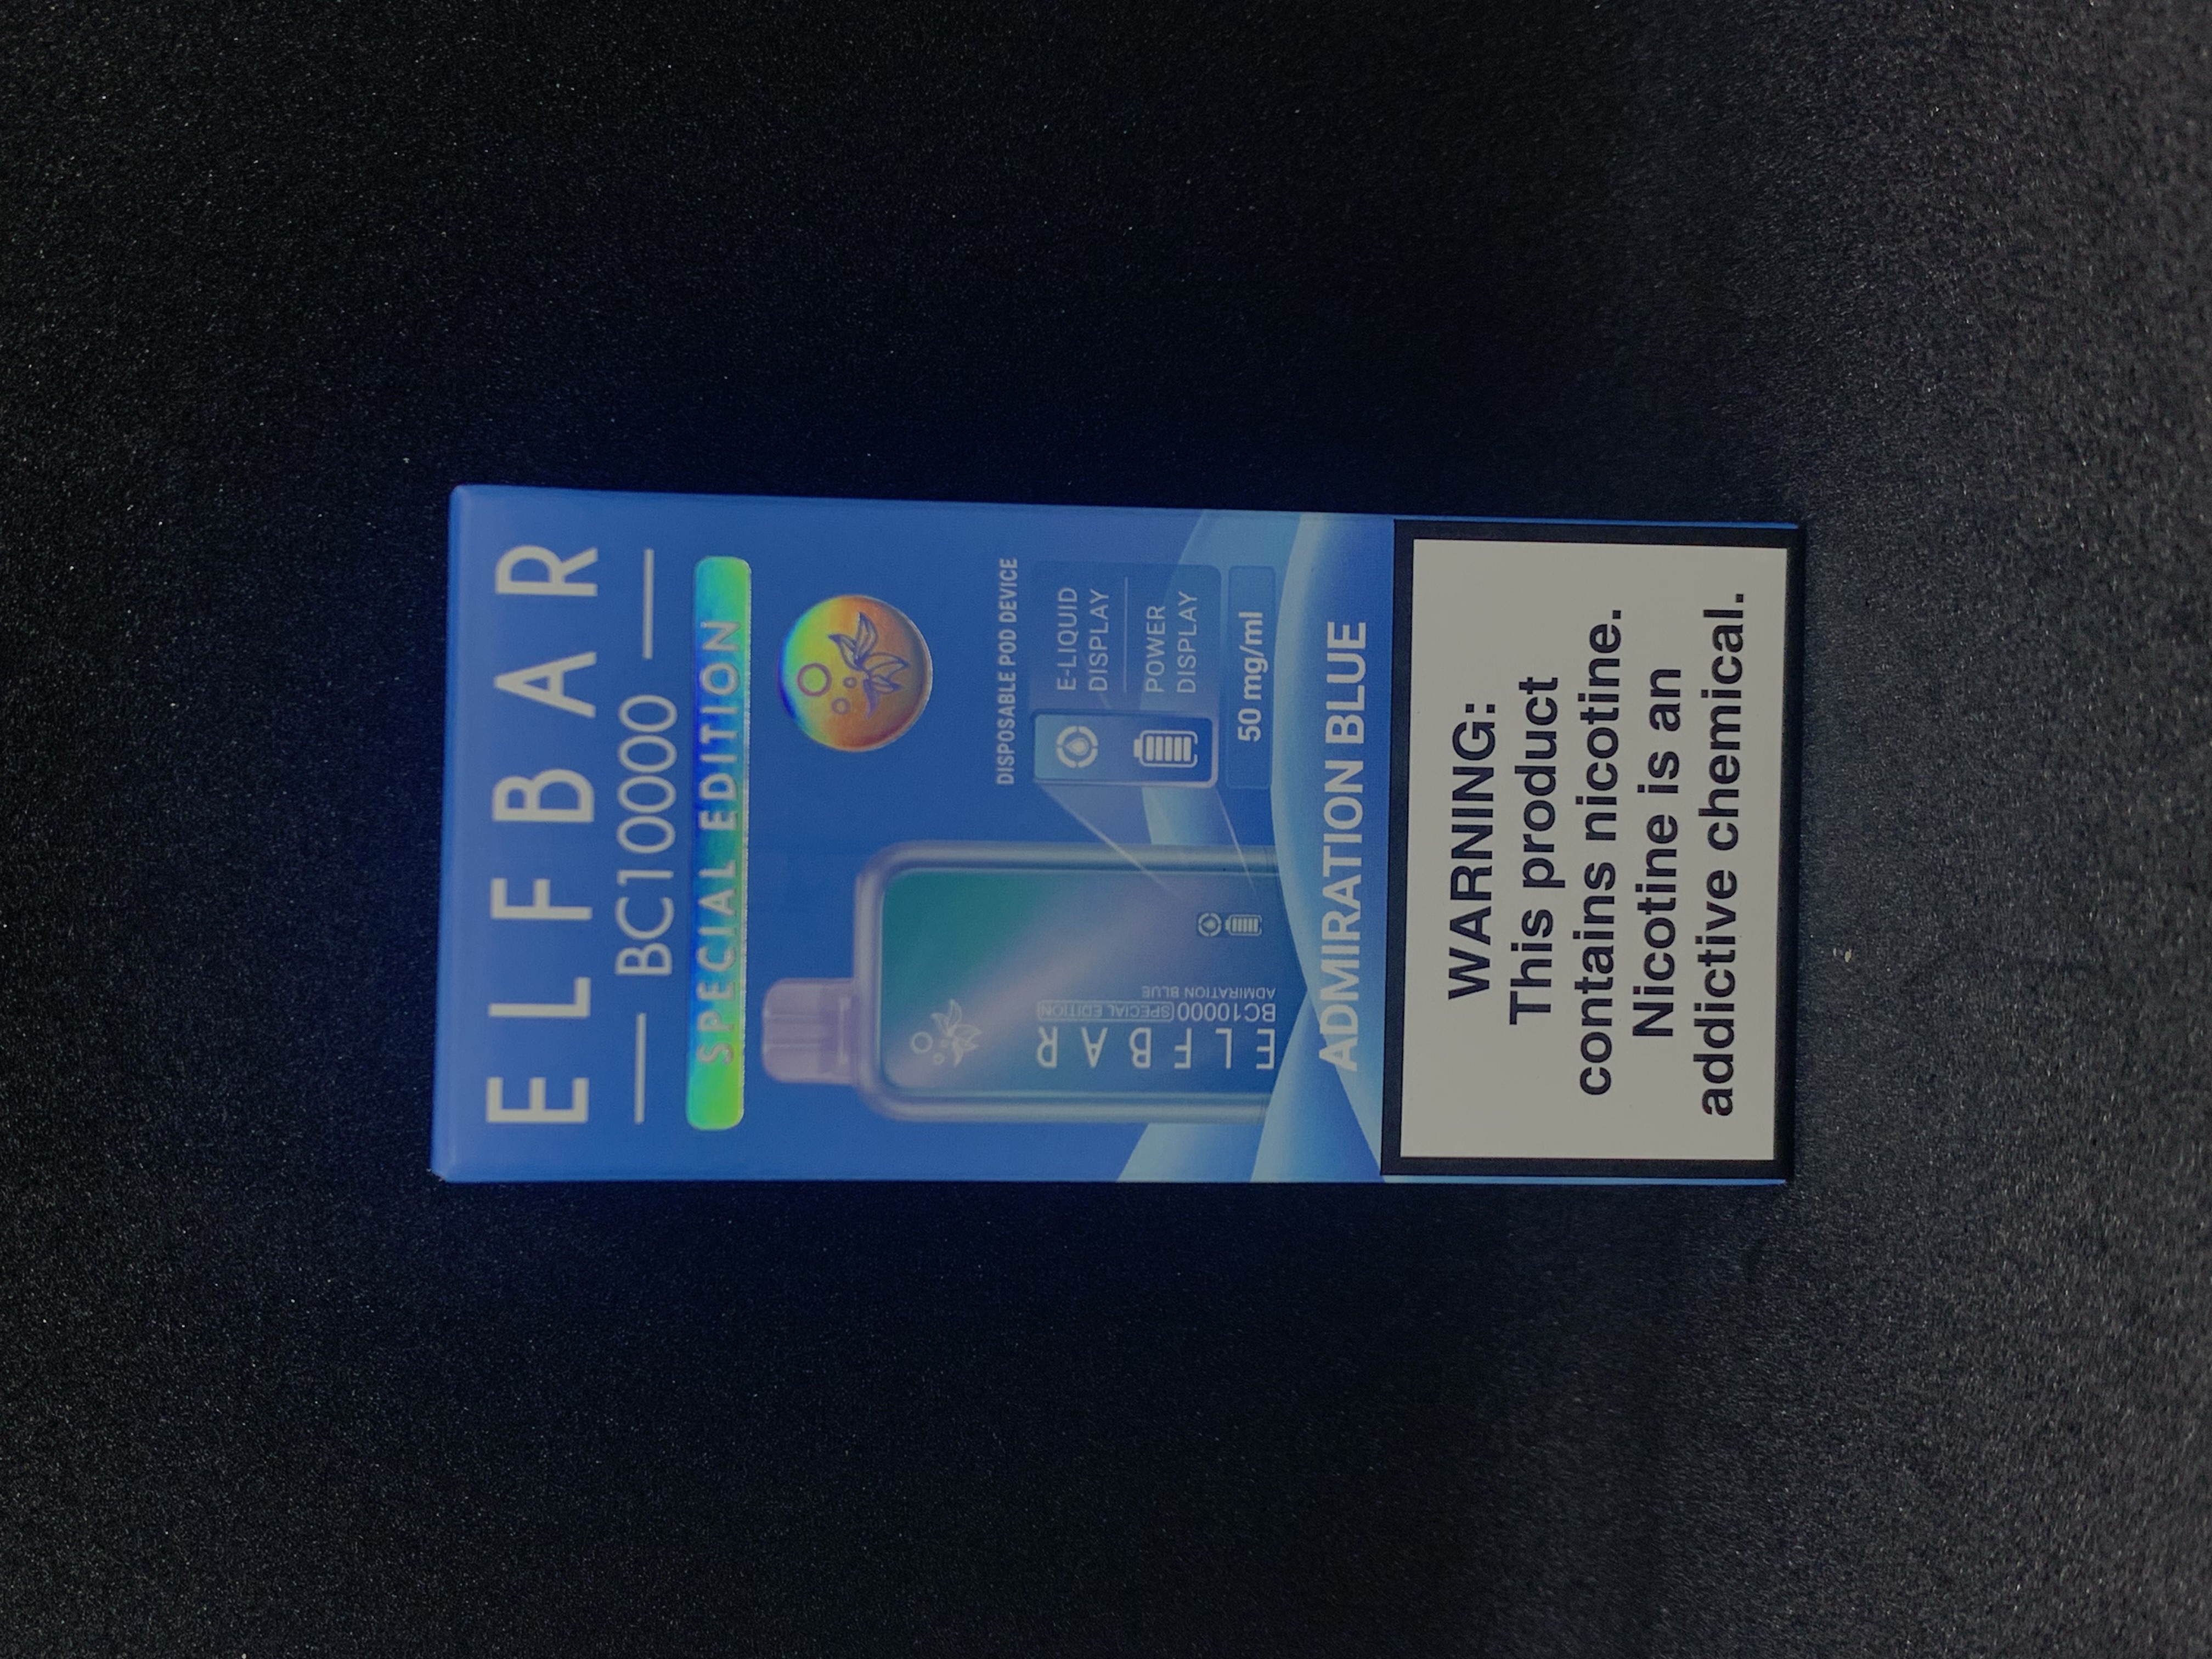 ELFBAR
BC10000
SPECIAL EDITION
ELFBAR
BC10000 SPECIAL EDITION
ADMIRATION BLUE
DISPOSABLE POD DEVICE
E-LIQUID
DISPLAY
POWER
DISPLAY
50 mg/ml
ADMIRATION BLUE
WARNING:
This product
contains nicotine.
Nicotine is an
addictive chemical.